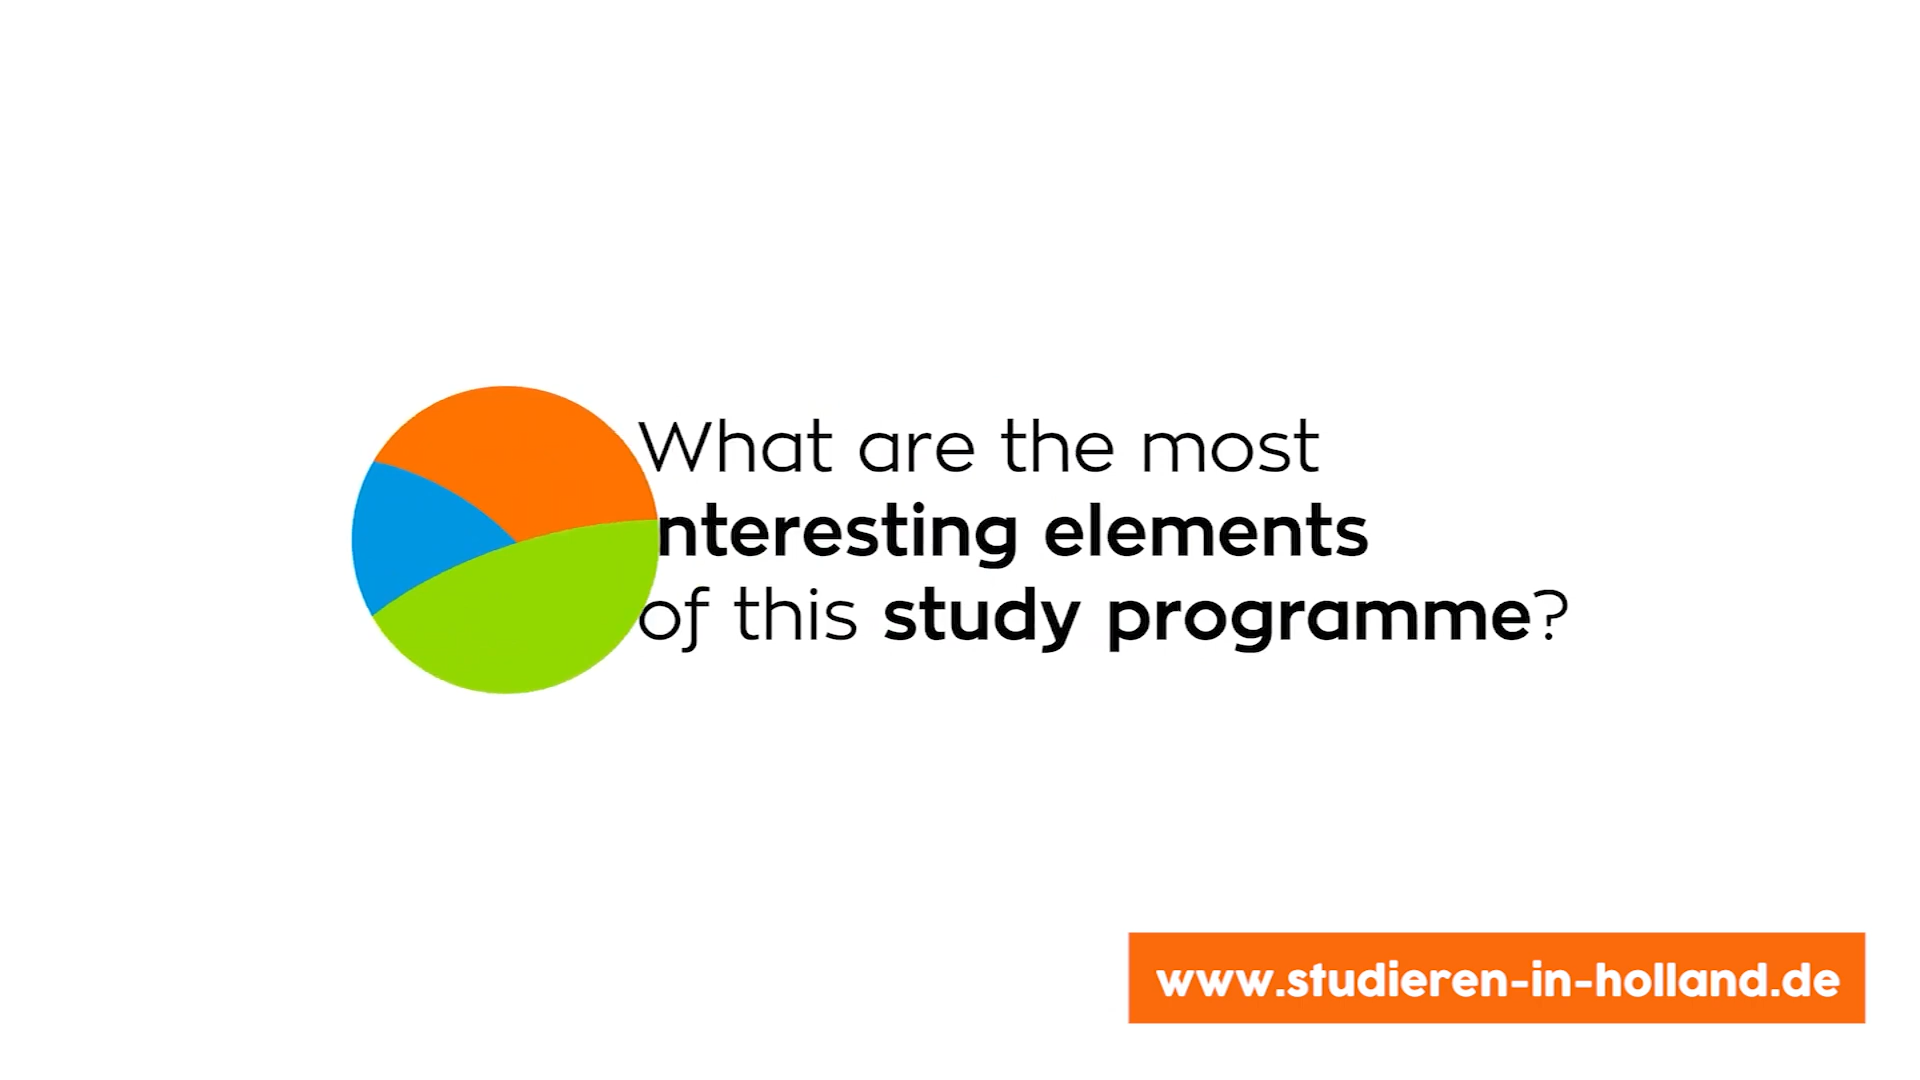 What are the most
nteresting elements
of this study programme?
www.studieren-in-holland.de